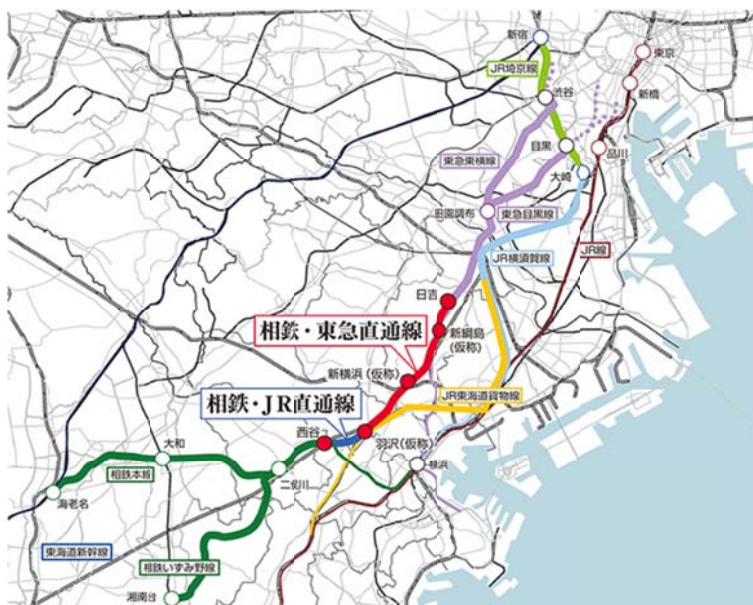 新宿
JR埼京線
東京
渋谷
新橋
目黒
品川
東急東横線
大崎
田園調布
東急目黒線
JR線
JR横須賀線
日吉
相鉄・東急直通線
新綱島
(仮称)
新横浜(仮称)
JR東海道貨物線
相鉄・JR直通線
西谷
羽沢(仮称)
大和
横浜
相鉄本線
二俣川
海老名
東海道新幹線
相鉄いずみ野線
湘南台